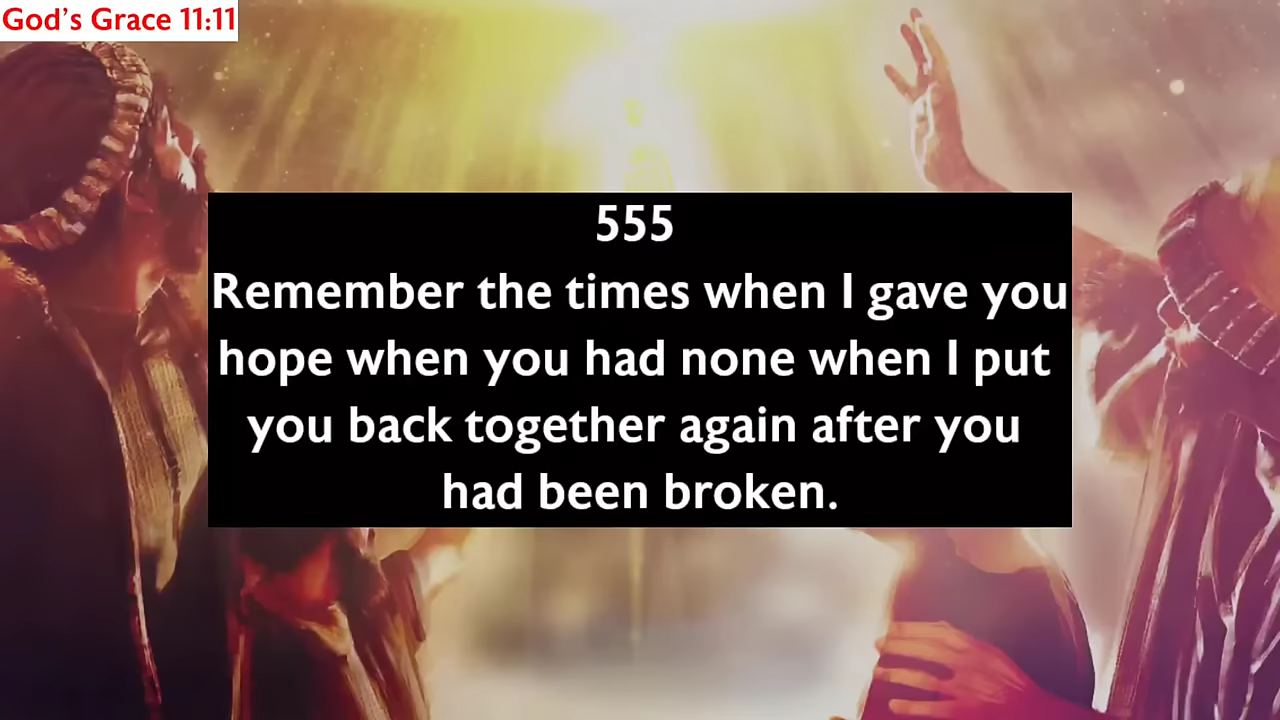 God's Grace 11:11
555
Remember the times when I gave you
hope when you had none when I put
you back together again after you
had been broken.